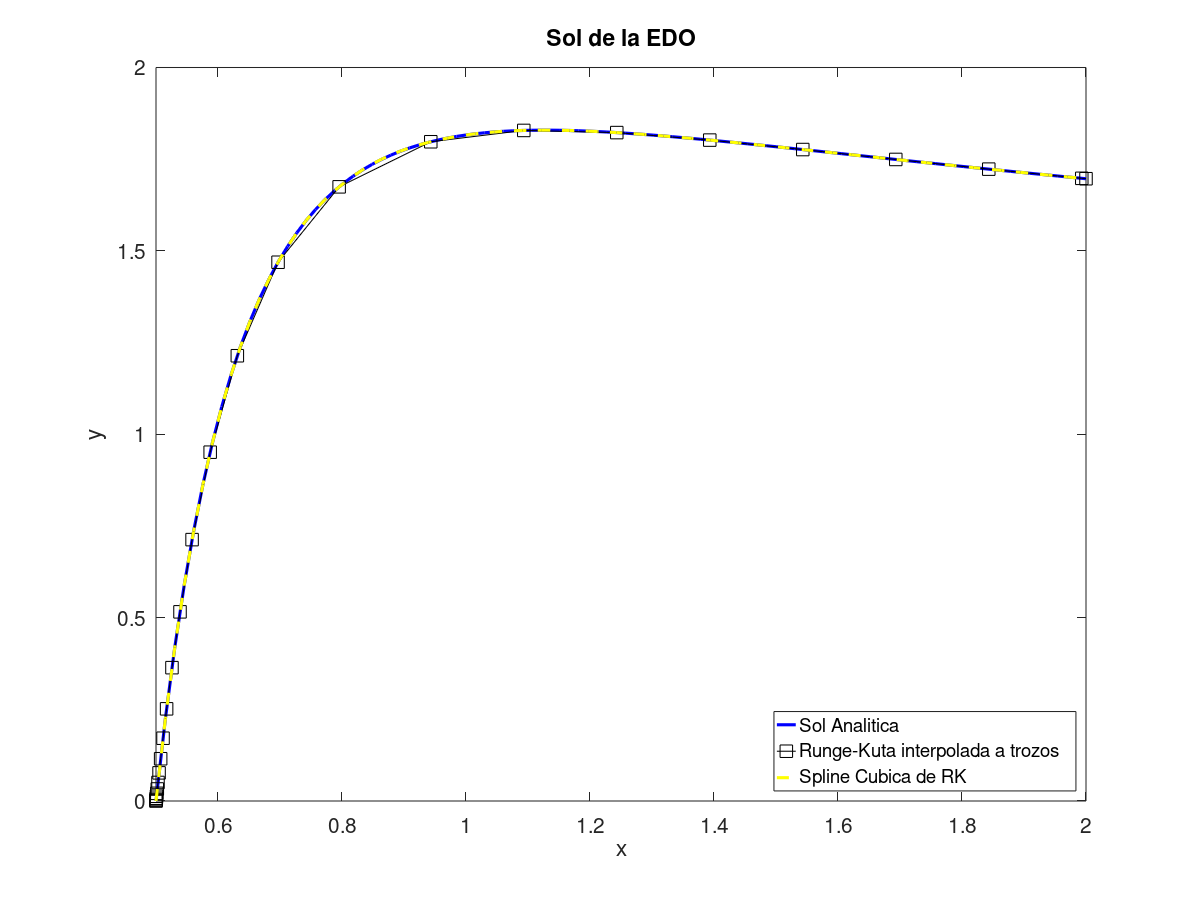 Sol de la EDO
2
1.5
1
0.5
0
y
0.6
0.8
1
1.2
1.4
1.6
1.8
2
x
Sol Analitica
Runge-Kuta interpolada a trozos
Spline Cubica de RK